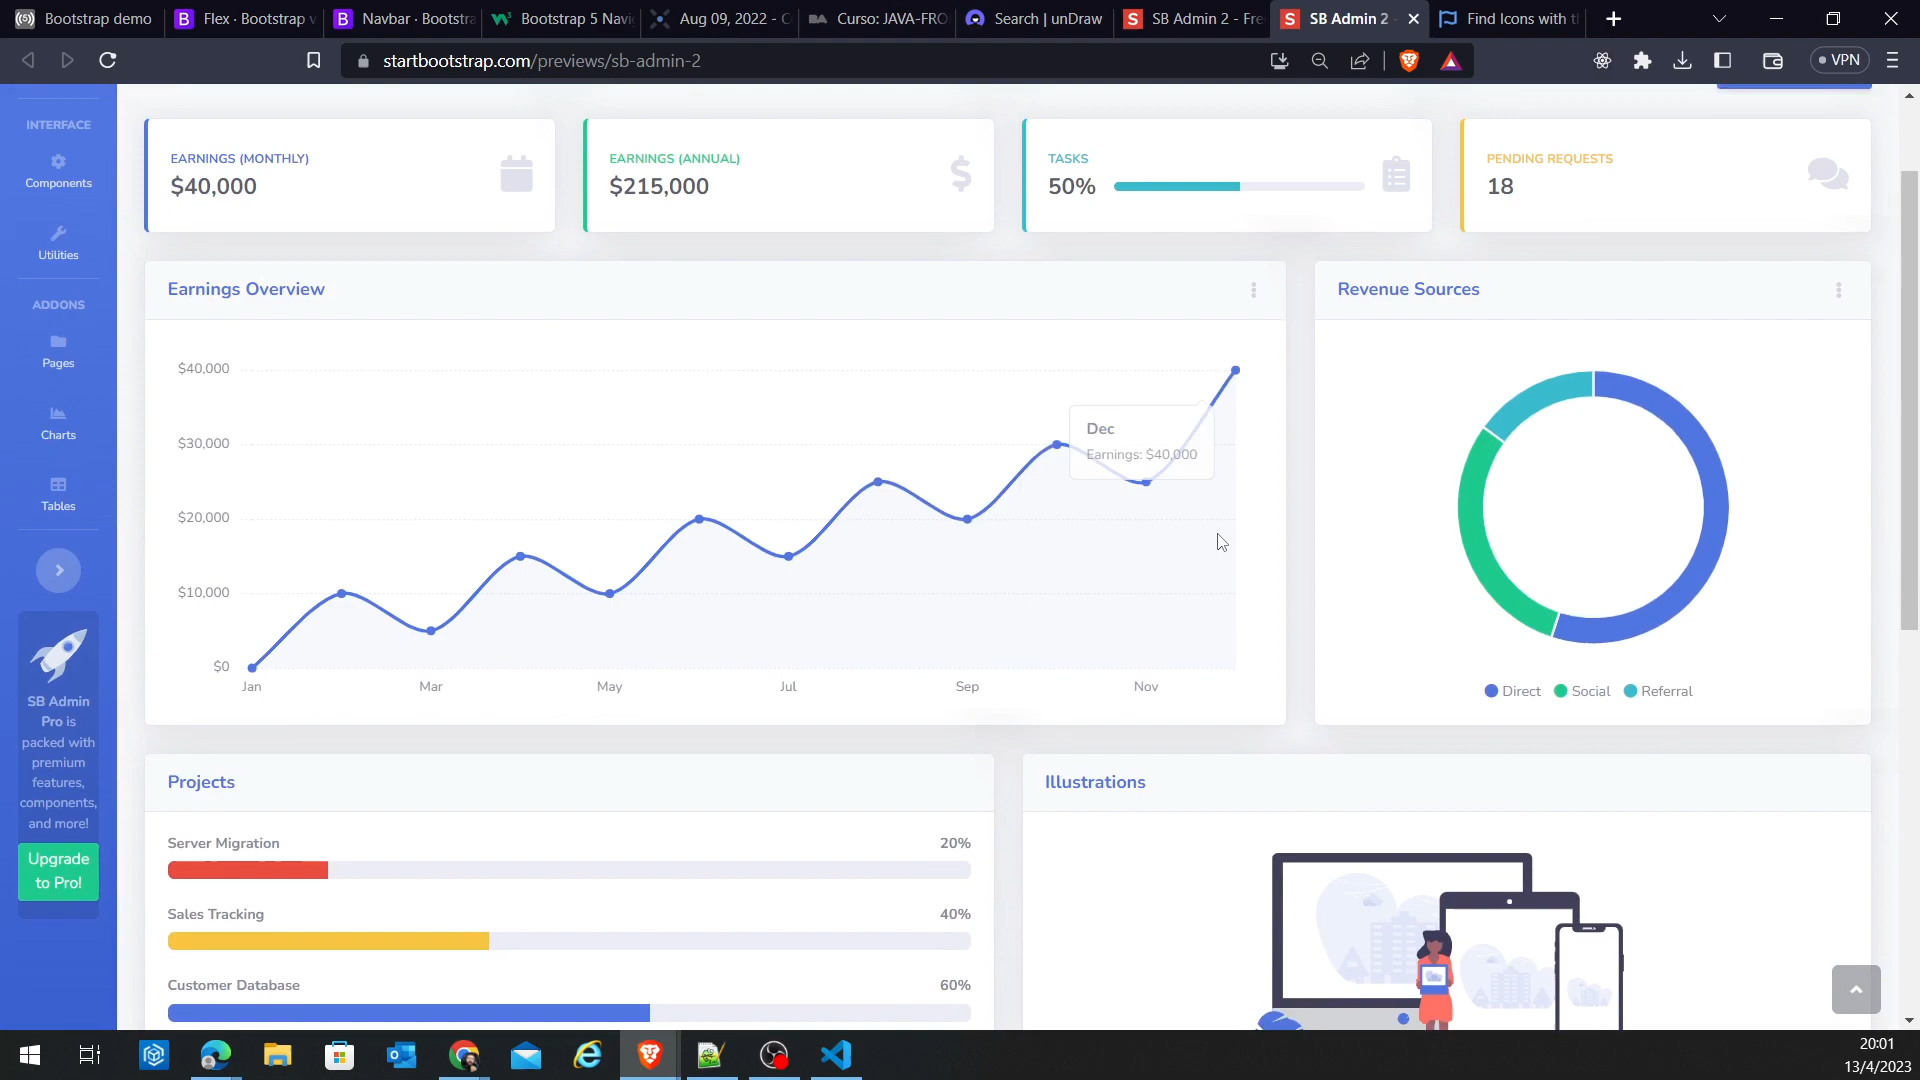 Bootstrap demo
Flex · Bootstrap v
Navbar · Bootstra
Bootstrap 5 Navi
Aug 09, 2022 - C
Curso: JAVA-FRO
Search | unDraw
SB Admin 2 - Fre
SB Admin 2 -
Find Icons with t
startbootstrap.com/previews/sb-admin-2
VPN
INTERFACE
Components
Utilities
ADDONS
Pages
Charts
Tables
SB Admin
Pro is
packed with
premium
features,
components,
and more!
Upgrade
to Pro!
EARNINGS (MONTHLY)
$40,000
EARNINGS (ANNUAL)
$215,000
TASKS
50%
PENDING REQUESTS
18
Earnings Overview
$40,000
$30,000
$20,000
$10,000
$0
Jan
Mar
May
Jul
Sep
Nov
Dec
Earnings: $40,000
Revenue Sources
Direct
Social
Referral
Projects
Server Migration
20%
Sales Tracking
40%
Customer Database
60%
Illustrations
20:01
13/4/2023